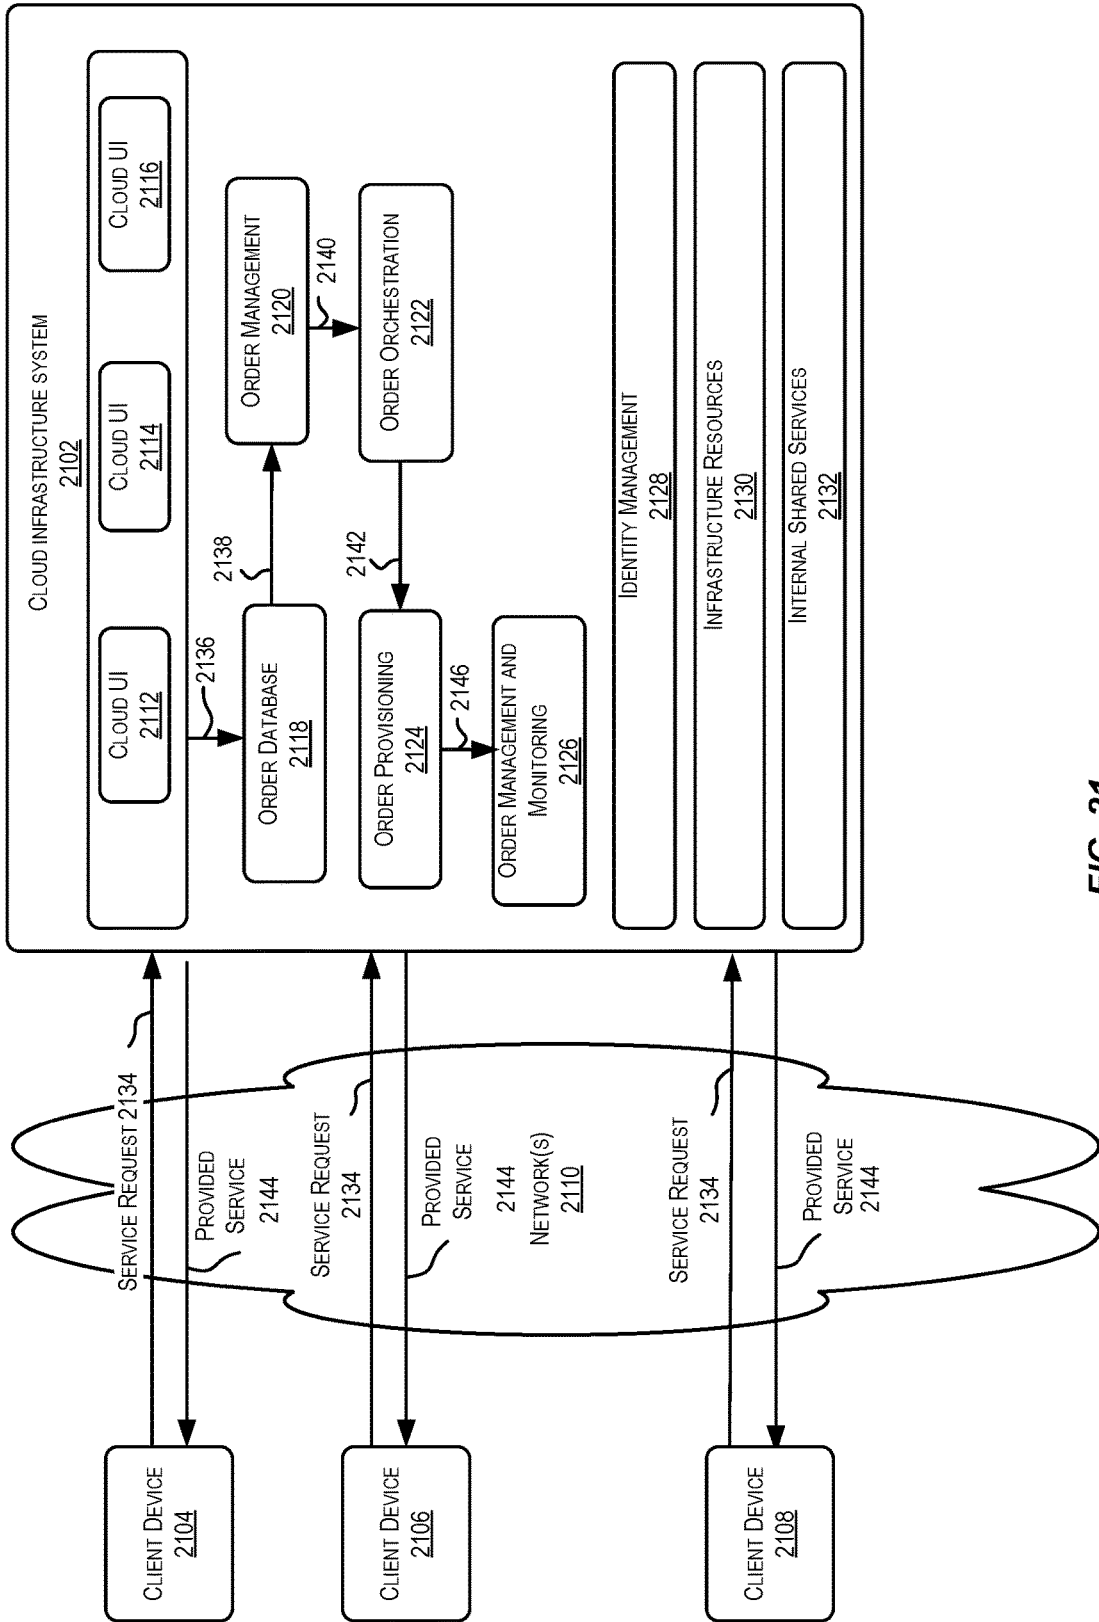 CLOUD INFRASTRUCTURE SYSTEM
2102
CLOUD UI
2112
CLOUD UI
2114
CLOUD UI
2116
CLIENT DEVICE
2104
SERVICE REQUEST 2134
PROVIDED
SERVICE
2144
2136
ORDER DATABASE
2118
2138
ORDER MANAGEMENT
2120
2140
CLIENT DEVICE
2106
SERVICE REQUEST
2134
PROVIDED
SERVICE
2144
NETWORK(S)
2110
ORDER PROVISIONING
2124
2142
ORDER ORCHESTRATION
2122
2146
ORDER MANAGEMENT AND
MONITORING
2126
IDENTITY MANAGEMENT
2128
CLIENT DEVICE
2108
SERVICE REQUEST
2134
PROVIDED
SERVICE
2144
INFRASTRUCTURE RESOURCES
2130
INTERNAL SHARED SERVICES
2132
FIG. 21